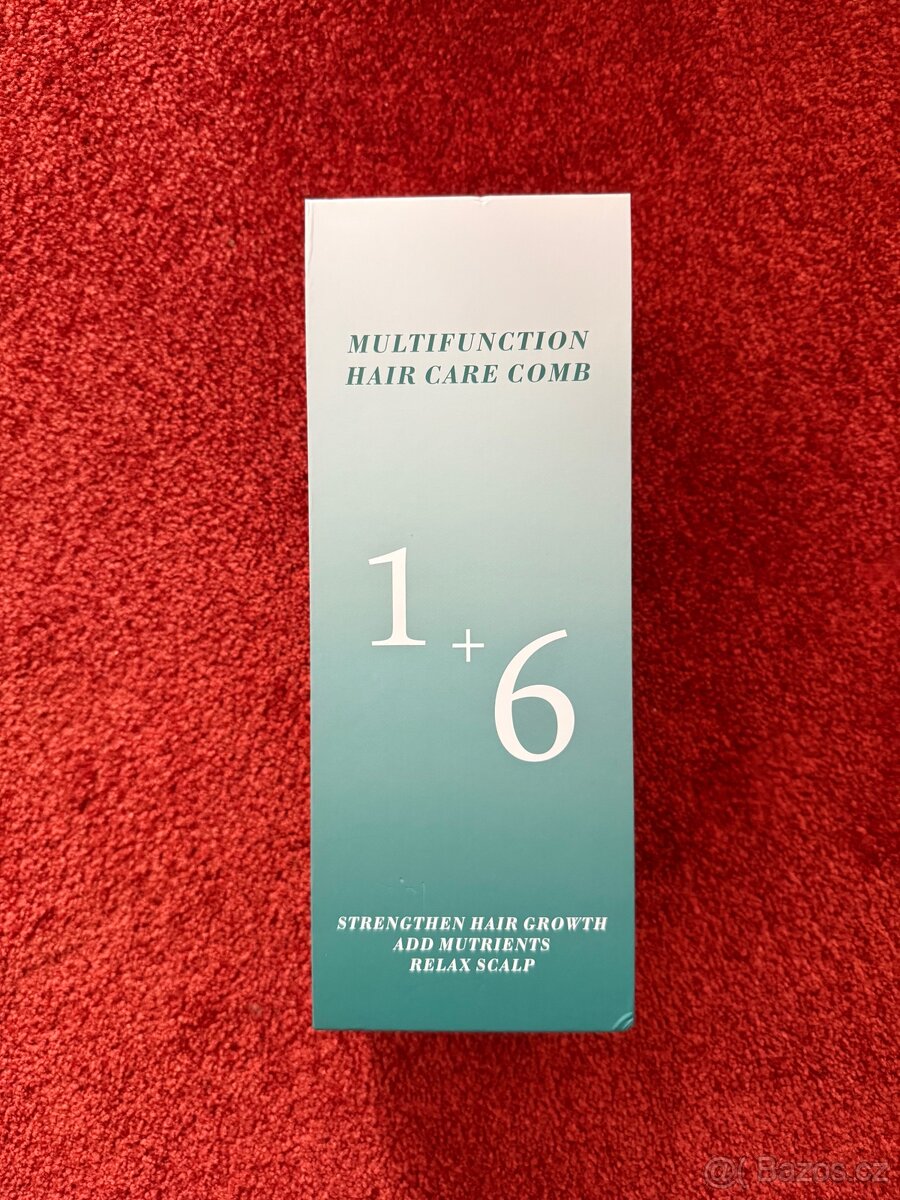 MULTIFUNCTION
HAIR CARE COMB
1 + 6
STRENGTHEN HAIR GROWTH
ADD MUTRIENTS
RELAX SCALP
Bazos.cz